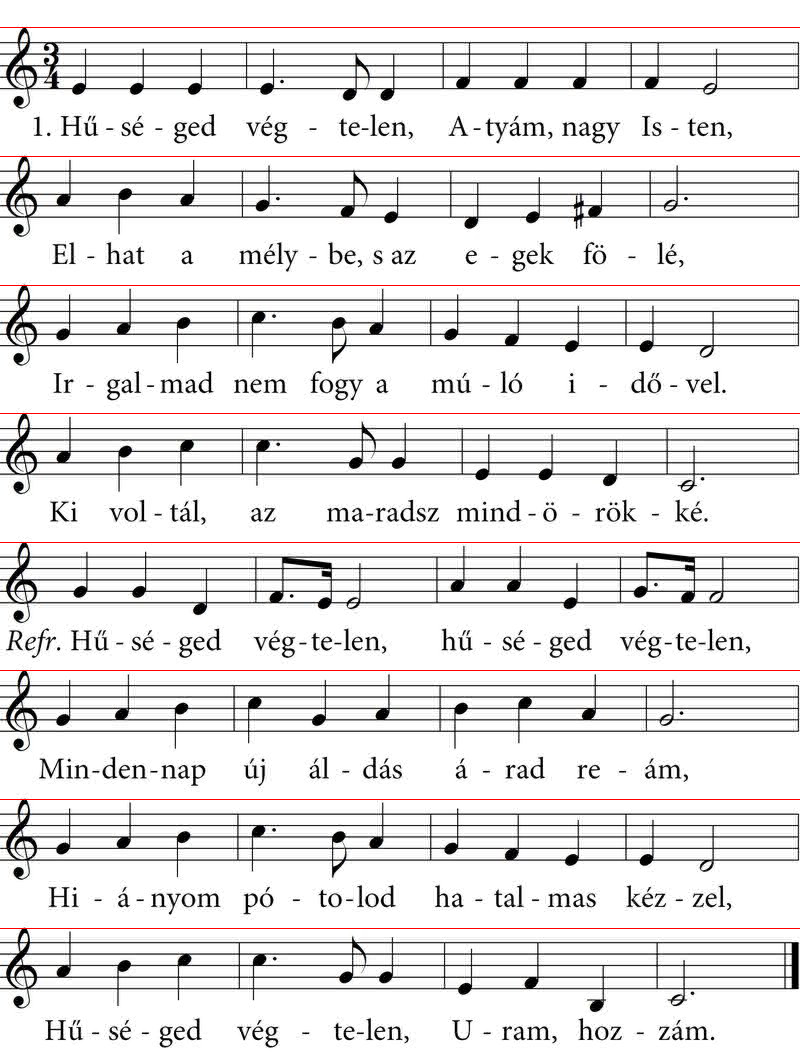 1. Hű - sé - ged vég - te-len, A-tyám, nagy Is - ten,
El - hat a mély - be, s az e - gek fö - lé,
Ir - gal-mad nem fogy a mú - ló i - dő - vel.
Ki vol - tál, az ma-radsz mind-ö - rök - ké.
Refr. Hű - sé - ged vég-te-len, hű - sé - ged vég-te-len,
Min-den-nap új ál - dás á - rad re - ám,
Hi - á-nyom pó - to-lod ha - tal - mas kéz - zel,
Hű - sé - ged vég - te-len, U - ram, hoz - zám.